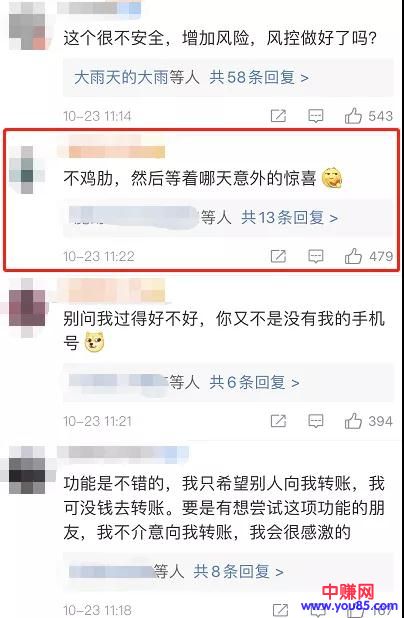 这个很不安全，增加风险，风控做好了吗?
大雨天的大雨等人 共58条回复 >
10-23 11:14 543
不鸡肋，然后等着哪天意外的惊喜
等人 共13条回复 >
10-23 11:22 479
别问我过得好不好，你又不是没有我的手机
号
等人 共6条回复 >
10-23 11:21 394
功能是不错的，我只希望别人向我转账，我
可没钱去转账。要是有想尝试这项功能的朋
友，我不介意向我转账，我会很感激的
等人 共8条回复 >
中赚网
10-23 11:18
www.you85.com